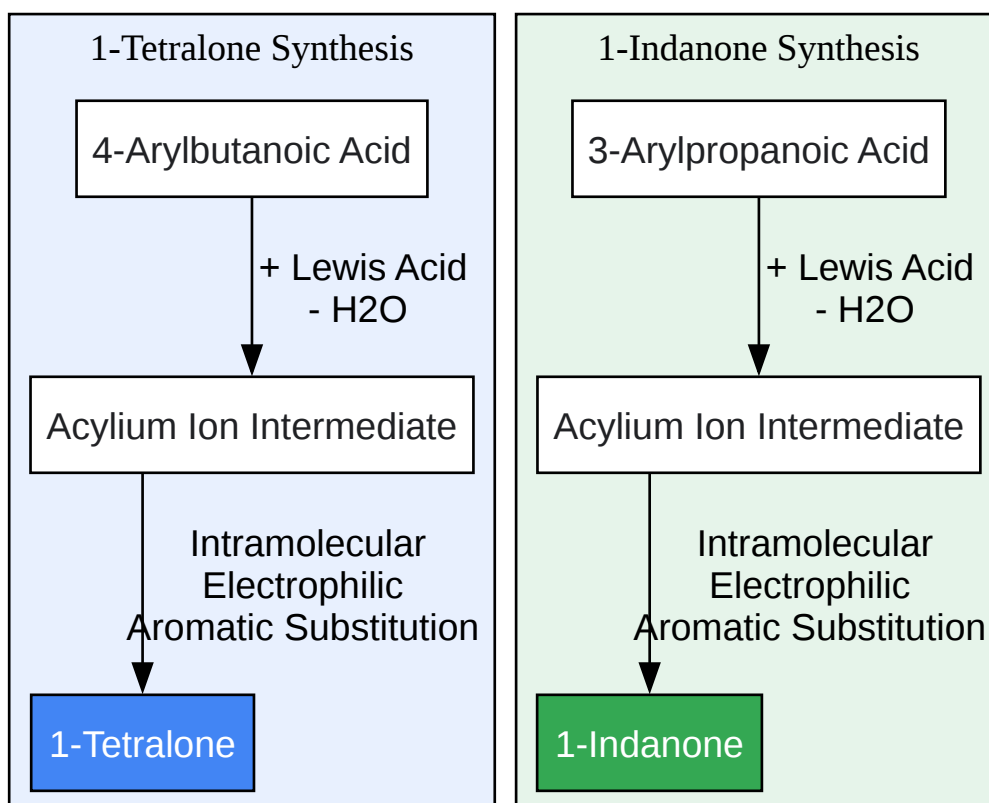 1-Tetralone Synthesis
4-Arylbutanoic Acid
+ Lewis Acid
- H2O
Acylium Ion Intermediate
Intramolecular
Electrophilic
Aromatic Substitution
1-Tetralone
1-Indanone Synthesis
3-Arylpropanoic Acid
+ Lewis Acid
- H2O
Acylium Ion Intermediate
Intramolecular
Electrophilic
Aromatic Substitution
1-Indanone